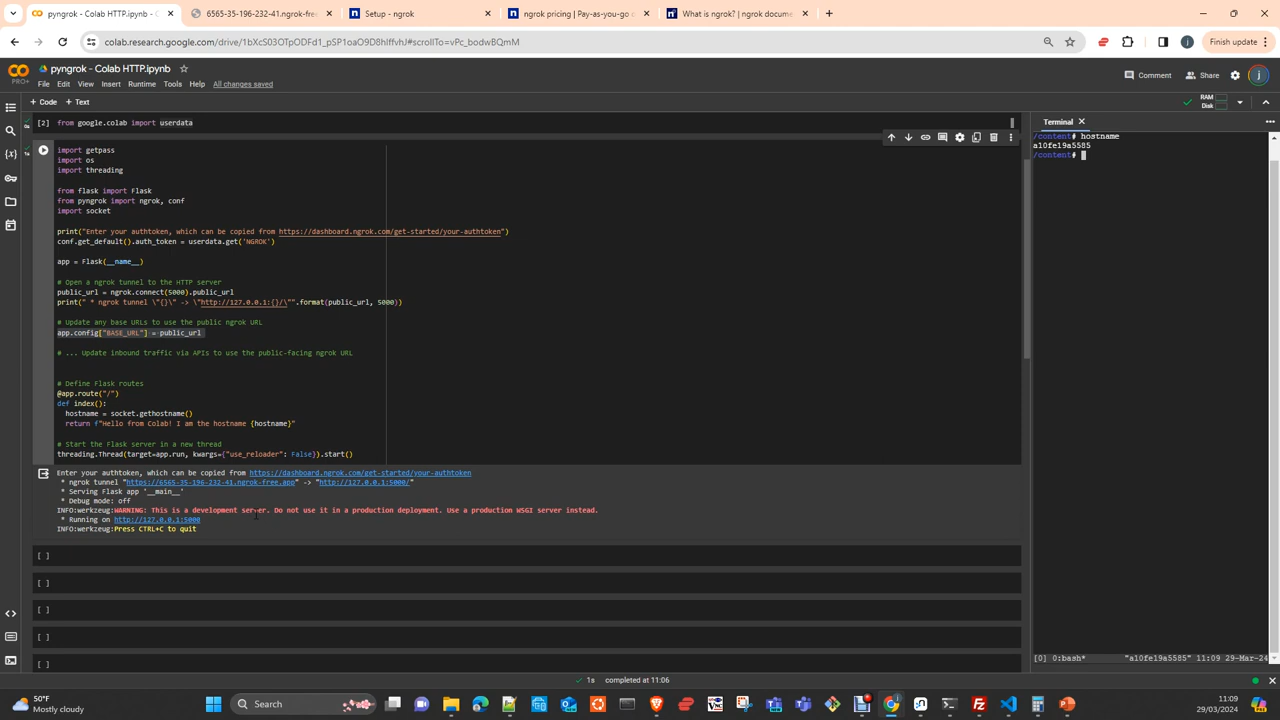 pyngrok - Colab HTTP.ipynb
6565-35-196-232-41.ngrok-free
Setup - ngrok
ngrok pricing | Pay-as-you-go
What is ngrok? | ngrok docume
colab.research.google.com/drive/
Finish update
pyngrok - Colab HTTP.ipynb
PRO+
File Edit View Insert Runtime Tools Help All changes saved
Comment
Share
+ Code + Text
RAM
Disk
[2] from google.colab import userdata
import getpass
import os
import threading
from flask import Flask
from pyngrok import ngrok, conf
import socket
print("Enter your authtoken, which can be copied from https://dashboard.ngrok.com/get-started/your-authtoken")
conf.get_default().auth_token = userdata.get('NGROK')
app = Flask(__name__)
# Open a ngrok tunnel to the HTTP server
public_url = ngrok.connect(5000).public_url
print(" * ngrok tunnel \"{}\" -> \"http://127.0.0.1:{}/\"".format(public_url, 5000))
# Update any base URLs to use the public ngrok URL
app.config["BASE_URL"] = public_url
# ... Update inbound traffic via APIs to use the public-facing ngrok URL
# Define Flask routes
@app.route("/")
def index():
hostname = socket.gethostname()
return f"Hello from Colab! I am the hostname {hostname}"
# Start the Flask server in a new thread
threading.Thread(target=app.run, kwargs={"use_reloader": False}).start()
Enter your authtoken, which can be copied from https://dashboard.ngrok.com/get-started/your-authtoken
* ngrok tunnel "https://6565-35-196-232-41.ngrok-free.app" -> "http://127.0.0.1:5000/"
* Serving Flask app '__main__'
* Debug mode: off
INFO:werkzeug:WARNING: This is a development server. Do not use it in a production deployment. Use a production WSGI server instead.
* Running on http://127.0.0.1:5000
INFO:werkzeug:Press CTRL+C to quit
[ ]
[ ]
[ ]
[ ]
[ ]
Terminal
/content# hostname
a10fe19a5585
/content#
[0] 0:bash* "a10fe19a5585" 11:09 29-Mar-24
1s completed at 11:06
50°F
Mostly cloudy
Search
11:09
29/03/2024